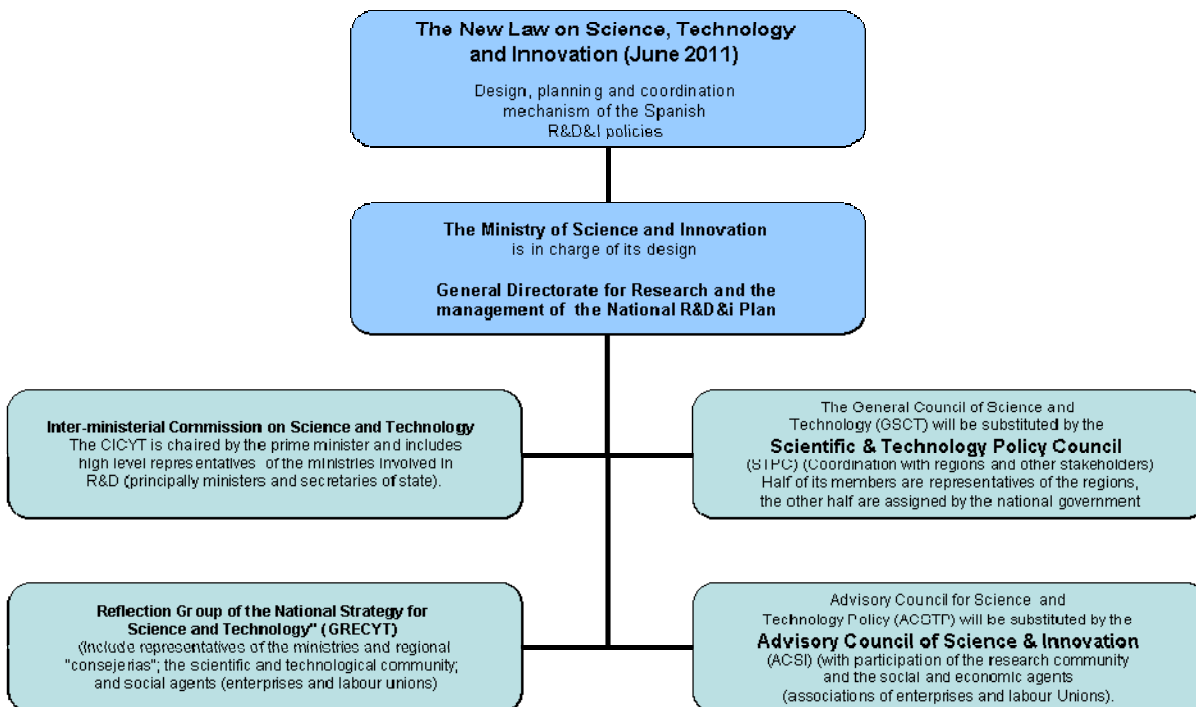 The New Law on Science, Technology
and Innovation (June 2011)
Design, planning and coordination
mechanism of the Spanish
R&D&I policies
The Ministry of Science and Innovation
is in charge of its design
General Directorate for Research and the
management of the National R&D&i Plan
Inter-ministerial Commission on Science and Technology
The CICYT is chaired by the prime minister and includes
high level representatives of the ministries involved in
R&D (principally ministers and secretaries of state).
The General Council of Science and
Technology (GSCT) will be substituted by the
Scientific & Technology Policy Council
(STPC) (Coordination with regions and other stakeholders)
Half of its members are representatives of the regions,
the other half are assigned by the national government
Reflection Group of the National Strategy for
Science and Technology" (GRECYT)
(Include representatives of the ministries and regional
"consejerias"; the scientific and technological community;
and social agents (enterprises and labour unions)
Advisory Council for Science and
Technology Policy (ACSTP) will be substituted by the
Advisory Council of Science & Innovation
(ACSI) (with participation of the research community
and the social and economic agents
(associations of enterprises and labour Unions).